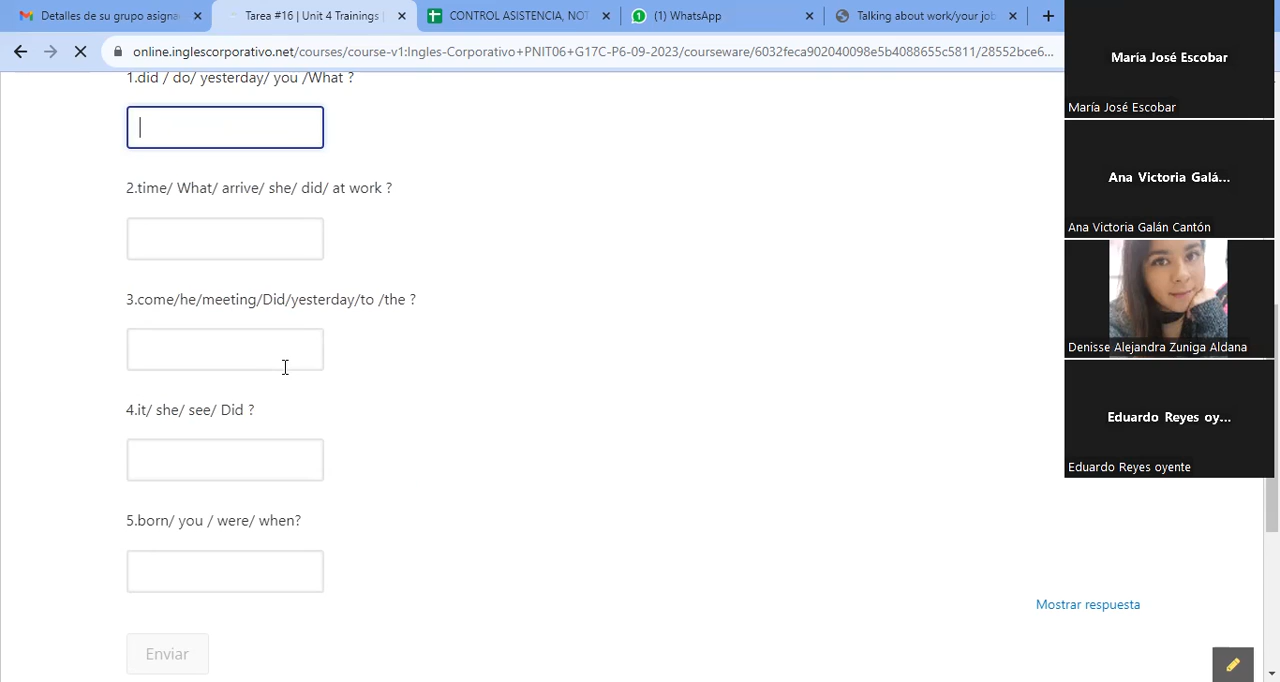 Detalles de su grupo asigna
Tarea #16 | Unit 4 Trainings |
CONTROL ASISTENCIA, NOT
(1) WhatsApp
Talking about work/your job
online.inglescorporativo.net/courses/course-v1:Ingles-Corporativo+PNIT06+G17C-P6-09-2023/courseware/6032feca902040098e5b4088655c5811/28552bce6...
1.did / do/ yesterday/ you /What ?
2.time/ What/ arrive/ she/ did/ at work ?
3.come/he/meeting/Did/yesterday/to /the ?
4.it/ she/ see/ Did ?
5.born/ you / were/ when?
Mostrar respuesta
Enviar
María José Escobar
María José Escobar
Ana Victoria Galá...
Ana Victoria Galán Cantón
Denisse Alejandra Zuniga Aldana
Eduardo Reyes oy...
Eduardo Reyes oyente